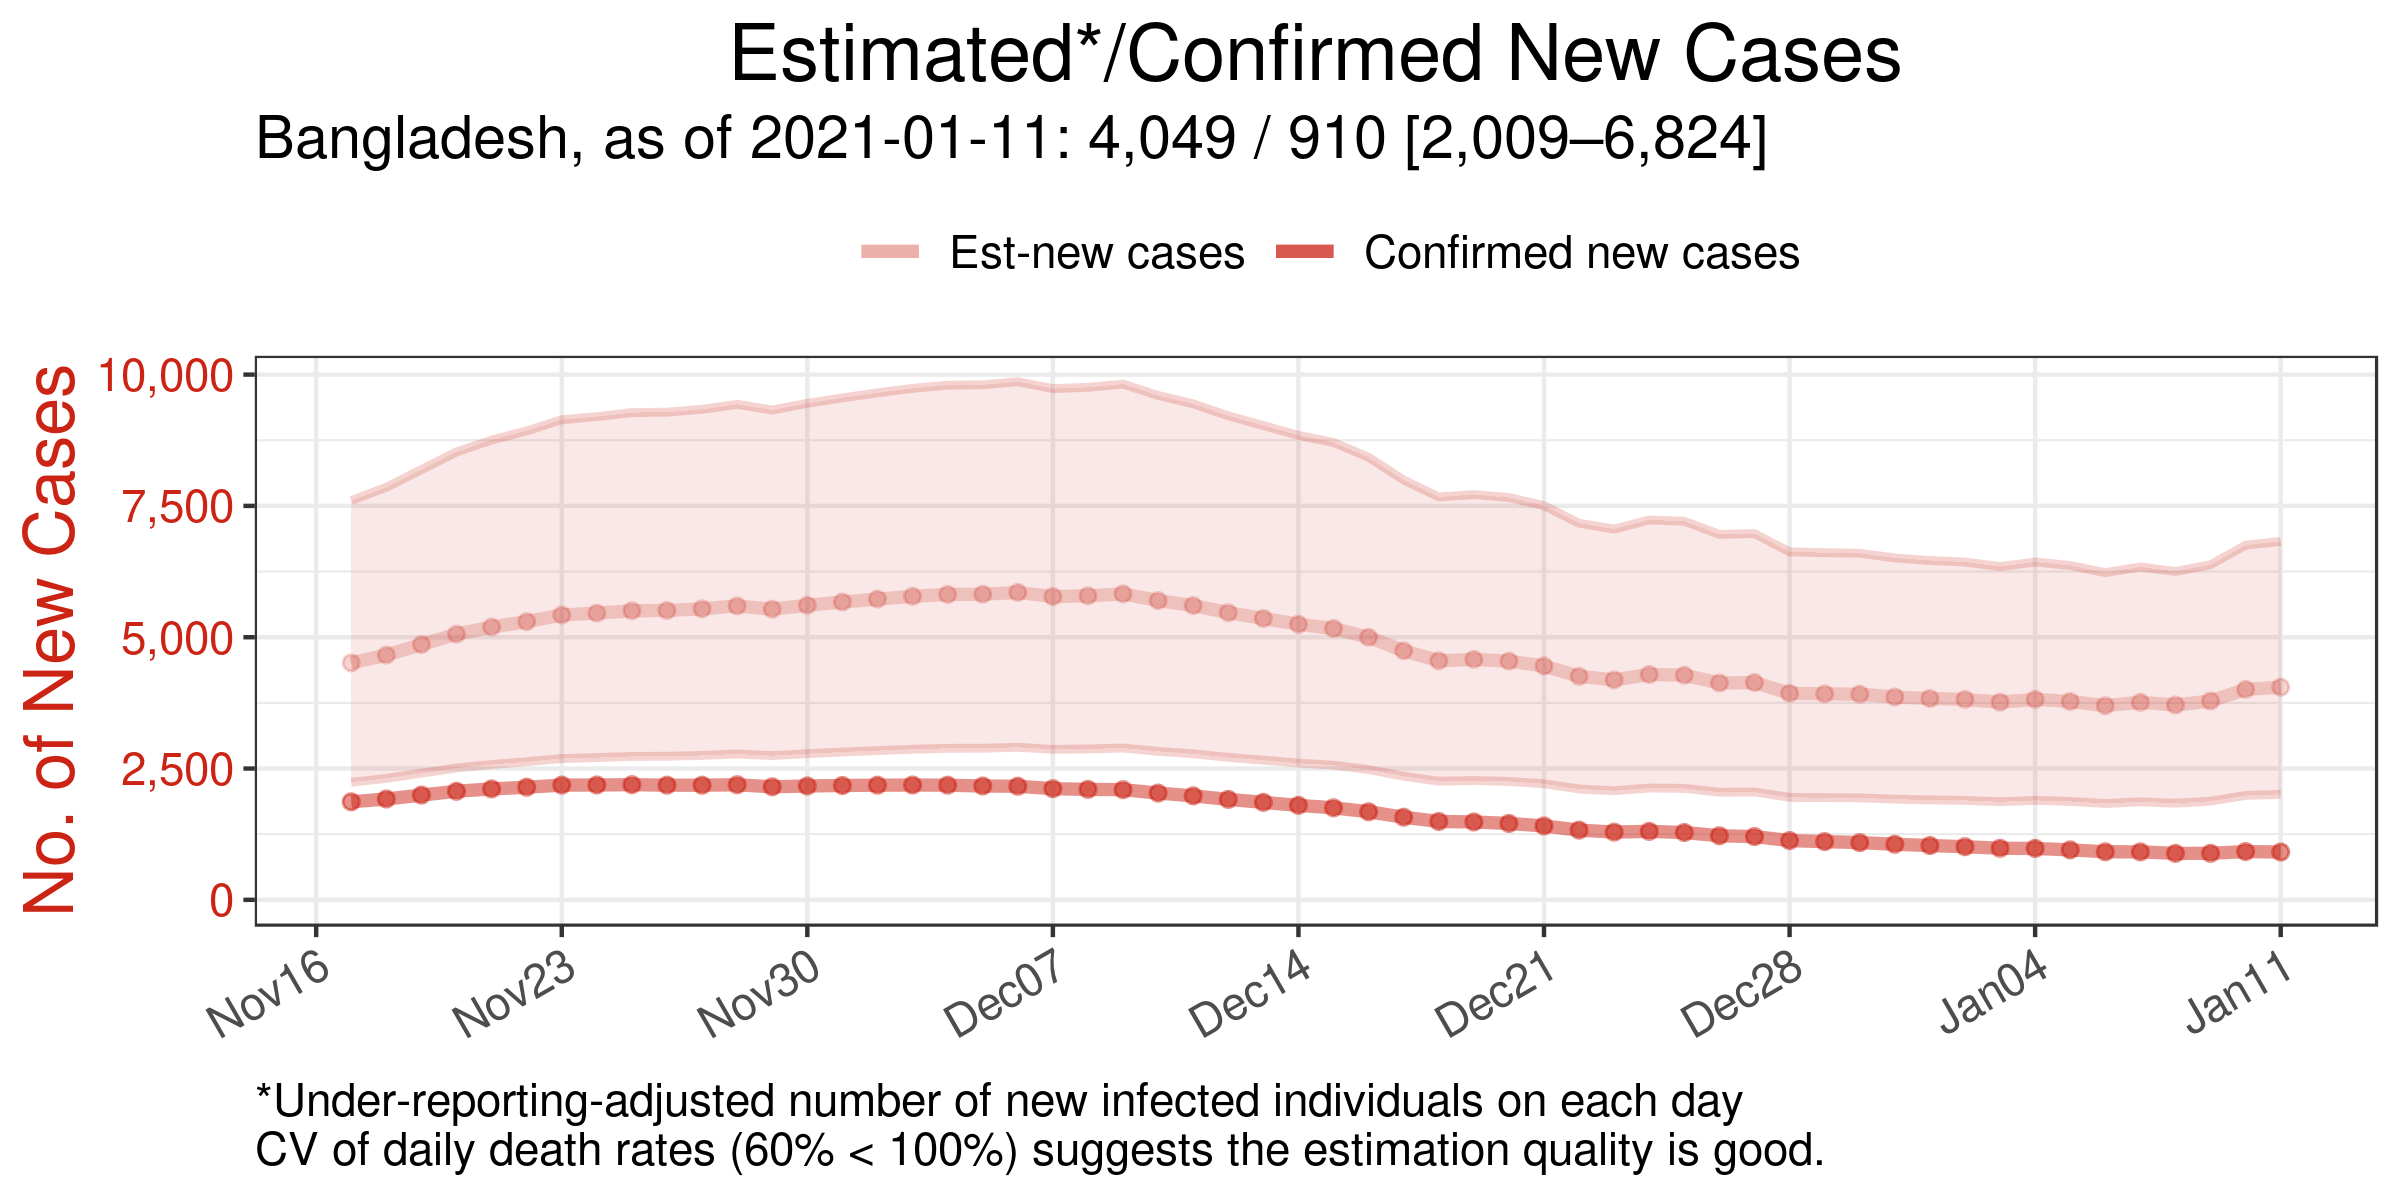 Estimated*/Confirmed New Cases
Bangladesh, as of 2021-01-11: 4,049 / 910 [2,009–6,824]
Est-new cases Confirmed new cases
No. of New Cases
10,000
7,500
5,000
2,500
0
Nov16 Nov23 Nov30 Dec07 Dec14 Dec21 Dec28 Jan04 Jan11
*Under-reporting-adjusted number of new infected individuals on each day
CV of daily death rates (60% < 100%) suggests the estimation quality is good.